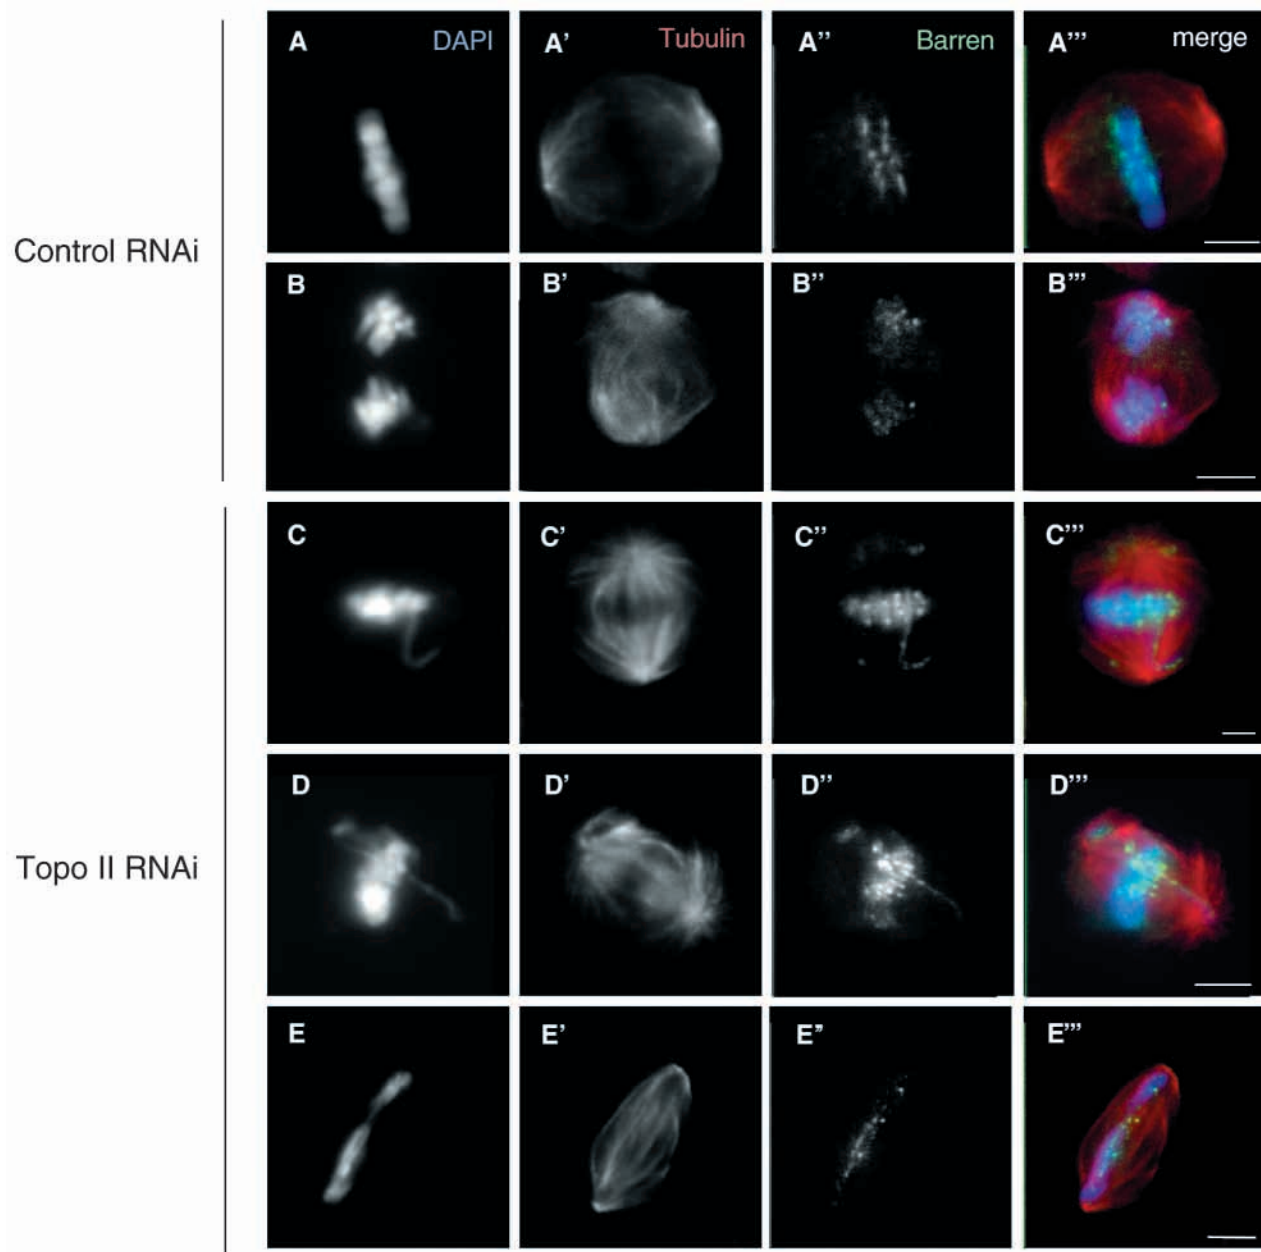 A DAPI A' Tubulin A'' Barren A''' merge
Control RNAi
B B' B'' B'''
C C' C'' C'''
D D' D'' D'''
Topo II RNAi
E E' E'' E'''